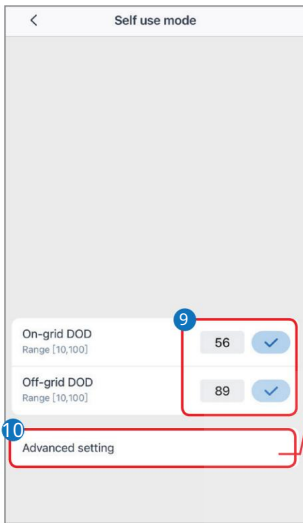 Self use mode
9
On-grid DOD
Range [10,100]
56
Off-grid DOD
Range [10,100]
89
10
Advanced setting